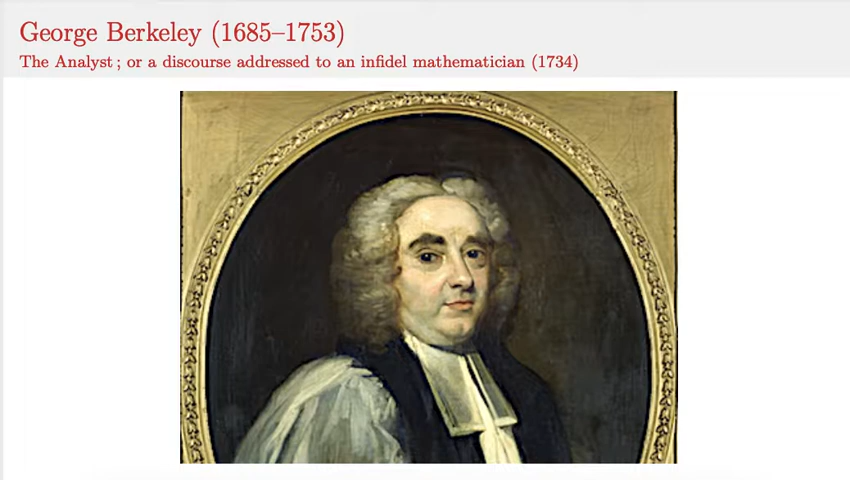 George Berkeley (1685–1753)
The Analyst ; or a discourse addressed to an infidel mathematician (1734)